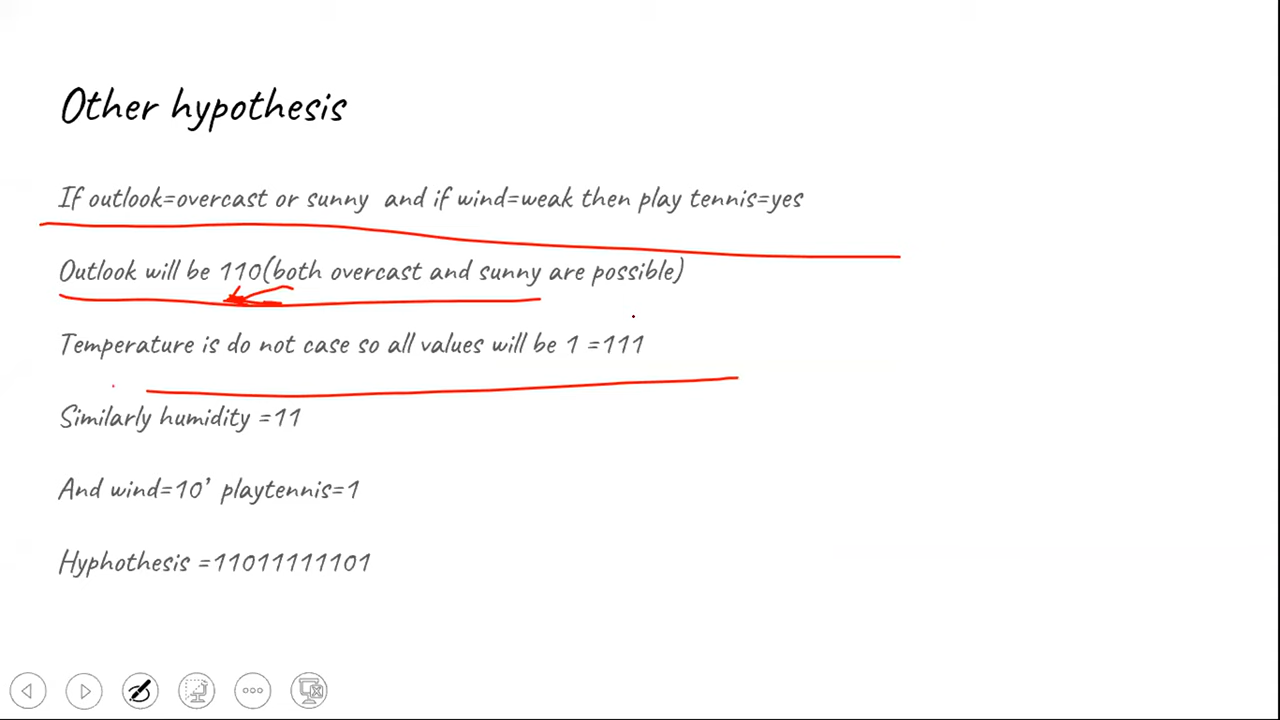 Other hypothesis
If outlook=overcast or sunny and if wind=weak then play tennis=yes
Outlook will be 110(both overcast and sunny are possible)
Temperature is do not case so all values will be 1 =111
Similarly humidity =11
And wind=10’ playtennis=1
Hyphothesis =11011111101